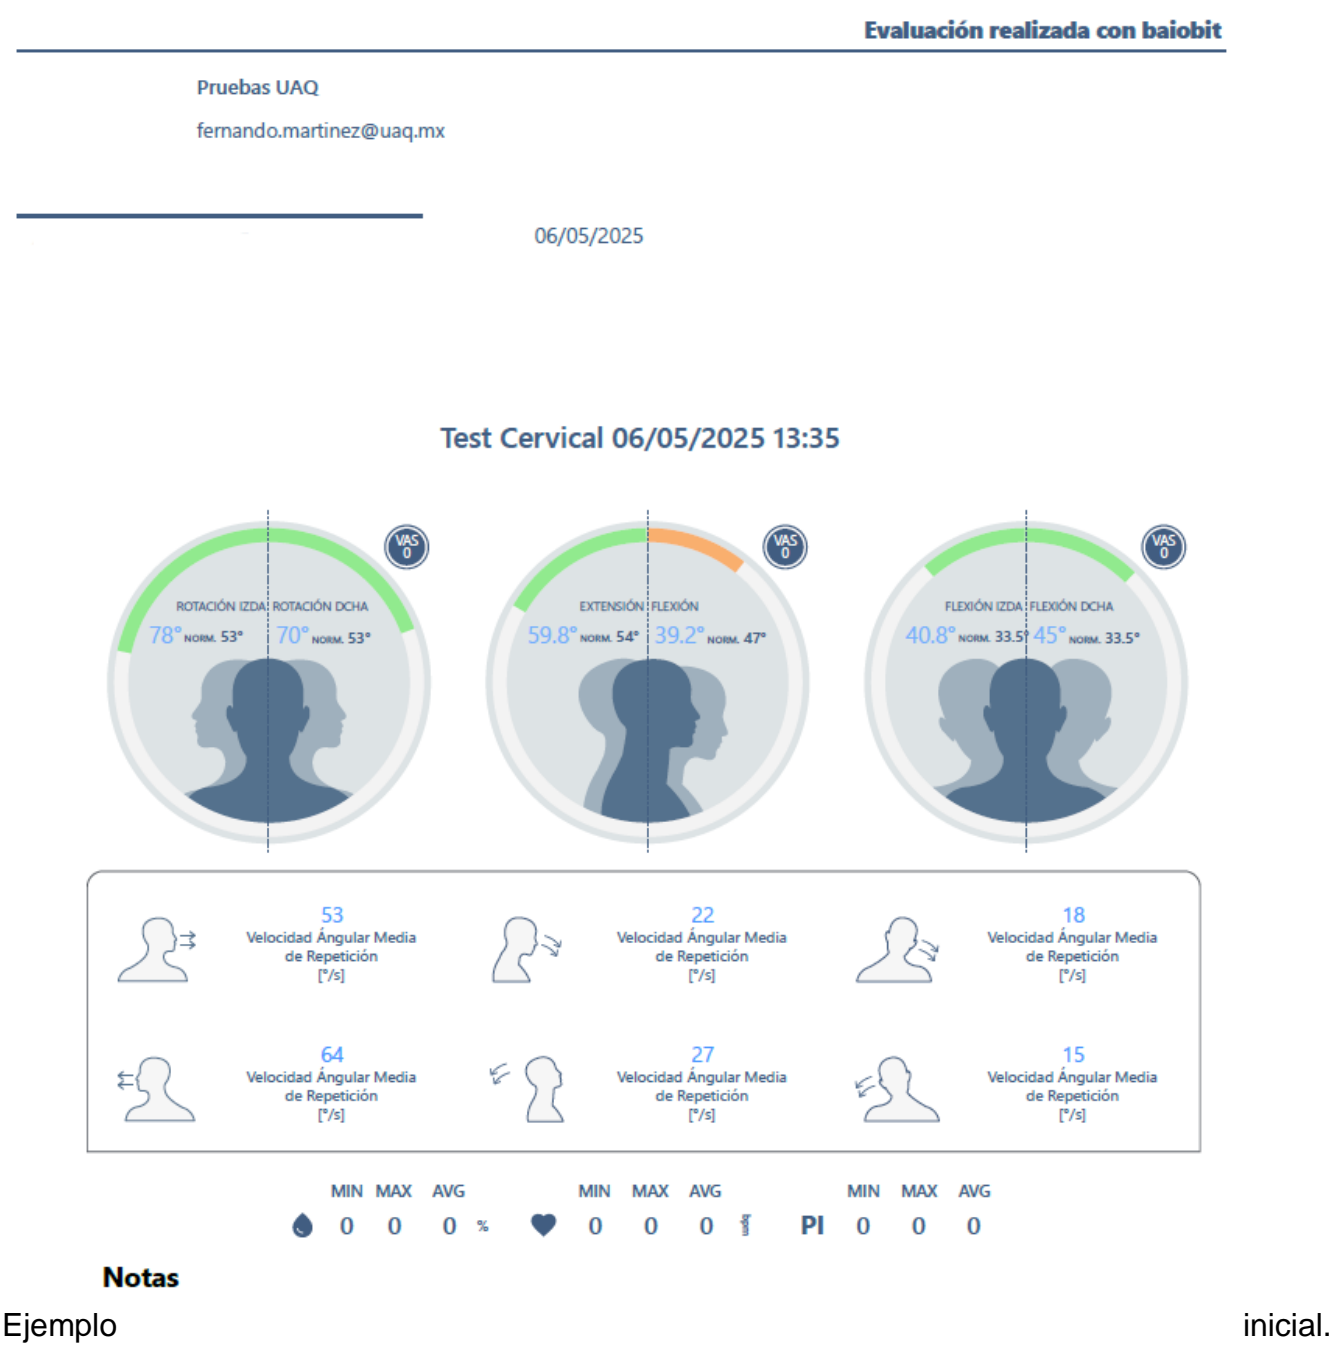 Evaluación realizada con baiobit
Pruebas UAQ
fernando.martinez@uaq.mx
06/05/2025
Test Cervical 06/05/2025 13:35
VAS
0
ROTACIÓN IZDA ROTACIÓN DCHA
78° NORM. 53° 70° NORM. 53°
VAS
0
EXTENSIÓN FLEXIÓN
59.8° NORM. 54° 39.2° NORM. 47°
VAS
0
FLEXIÓN IZDA FLEXIÓN DCHA
40.8° NORM. 33.5° 45° NORM. 33.5°
53
Velocidad Ángular Media
de Repetición
[°/s]
22
Velocidad Ángular Media
de Repetición
[°/s]
18
Velocidad Ángular Media
de Repetición
[°/s]
64
Velocidad Ángular Media
de Repetición
[°/s]
27
Velocidad Ángular Media
de Repetición
[°/s]
15
Velocidad Ángular Media
de Repetición
[°/s]
MIN MAX AVG MIN MAX AVG MIN MAX AVG
0 0 0 % 0 0 0 bpm PI 0 0 0
Notas
Ejemplo inicial.